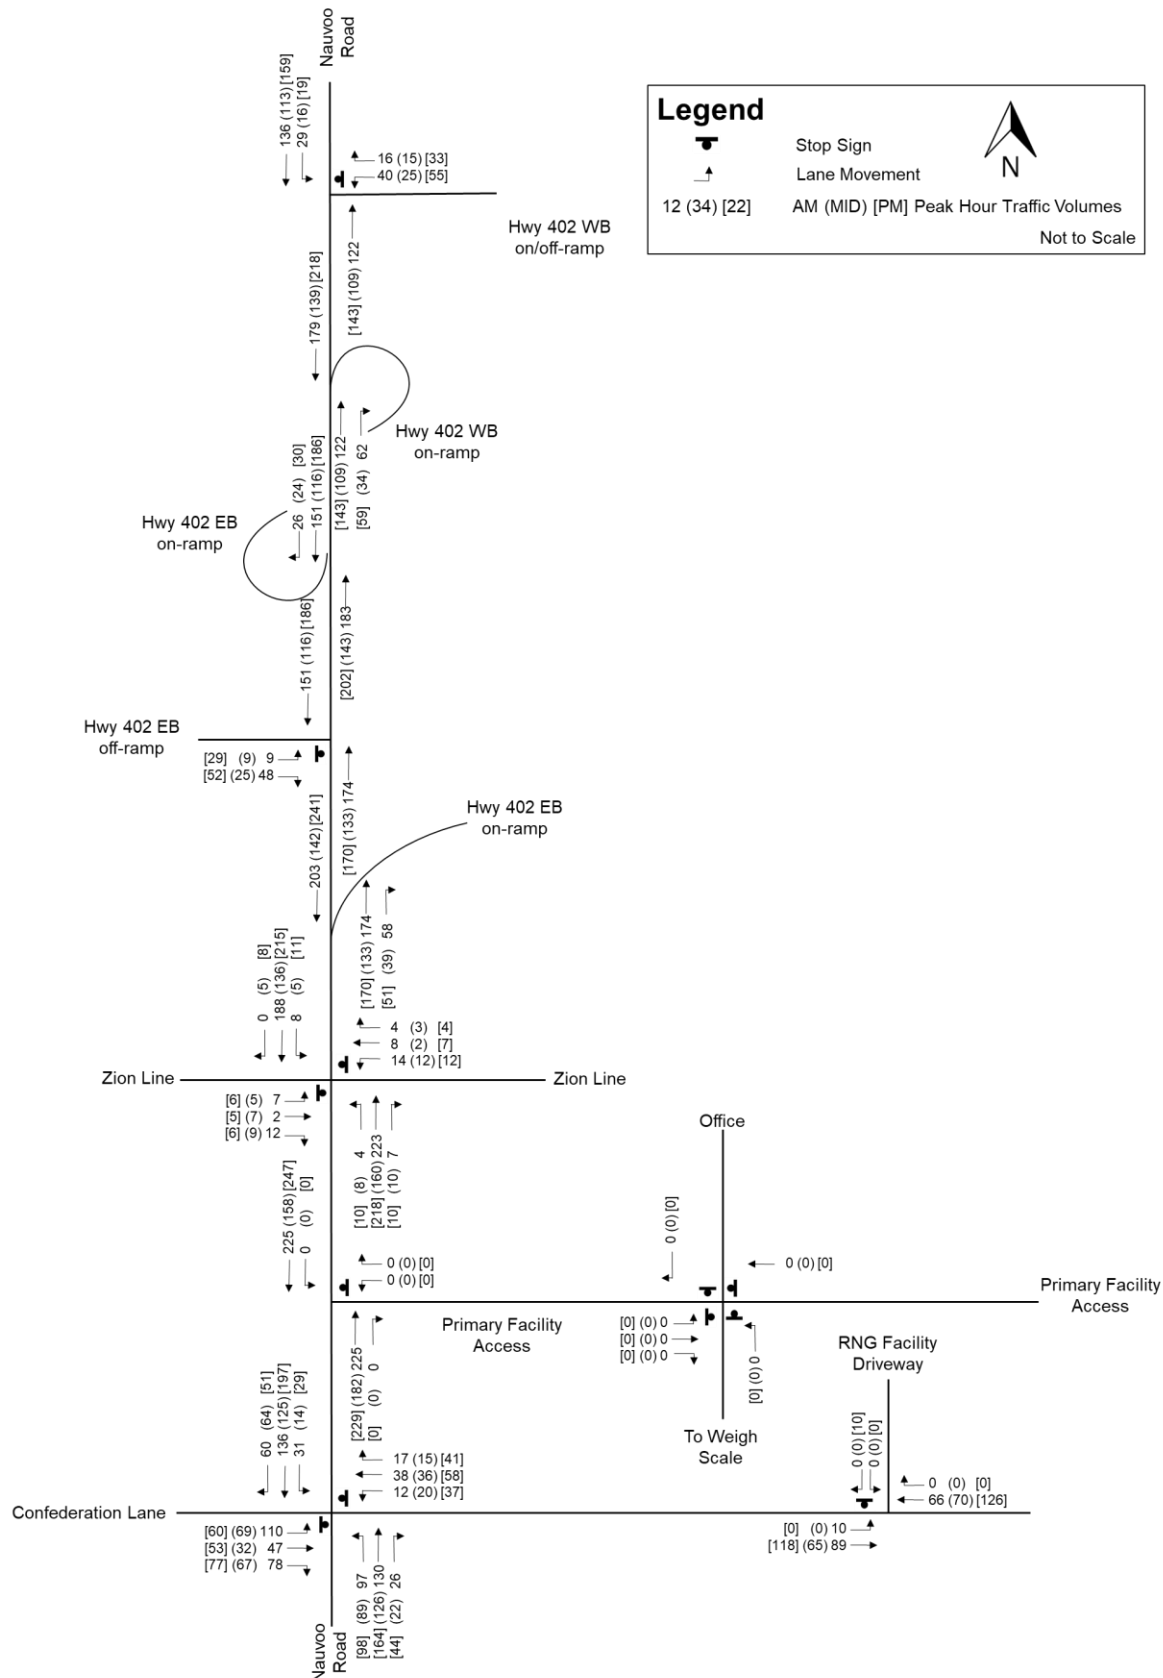 Nauvoo
Road
136 (113) [159]
29 (16) [19]
16 (15) [33]
40 (25) [55]
Legend
Stop Sign
Lane Movement
12 (34) [22]
AM (MID) [PM] Peak Hour Traffic Volumes
N
Not to Scale
Hwy 402 WB
on/off-ramp
179 (139) [218]
[143] (109) 122
Hwy 402 WB
on-ramp
26 (24) [30]
151 (116) [186]
[143] (109) 122
[59] (34) 62
Hwy 402 EB
on-ramp
151 (116) [186]
[202] (143) 183
Hwy 402 EB
off-ramp
[29] (9) 9
[52] (25) 48
203 (142) [241]
[170] (133) 174
Hwy 402 EB
on-ramp
[170] (133) 174
[51] (39) 58
0 (5) [8]
188 (136) [215]
8 (5) [11]
4 (3) [4]
8 (2) [7]
14 (12) [12]
Zion Line
Zion Line
[6] (5) 7
[5] (7) 2
[6] (9) 12
[10] (8) 4
[218] (160) 223
[10] (10) 7
225 (158) [247]
0 (0) [0]
0 (0) [0]
0 (0) [0]
Primary Facility
Access
[229] (182) 225
[0] (0) 0
Office
0 (0) [0]
0 (0) [0]
Primary Facility
Access
[0] (0) 0
[0] (0) 0
[0] (0) 0
[0] (0) 0
To Weigh
Scale
RNG Facility
Driveway
0 (0) [10]
0 (0) [0]
0 (0) [0]
66 (70) [126]
[0] (0) 10
[118] (65) 89
60 (64) [51]
136 (125) [197]
31 (14) [29]
17 (15) [41]
38 (36) [58]
12 (20) [37]
Confederation Lane
[60] (69) 110
[53] (32) 47
[77] (67) 78
[98] (89) 97
[164] (126) 130
[44] (22) 26
Nauvoo
Road